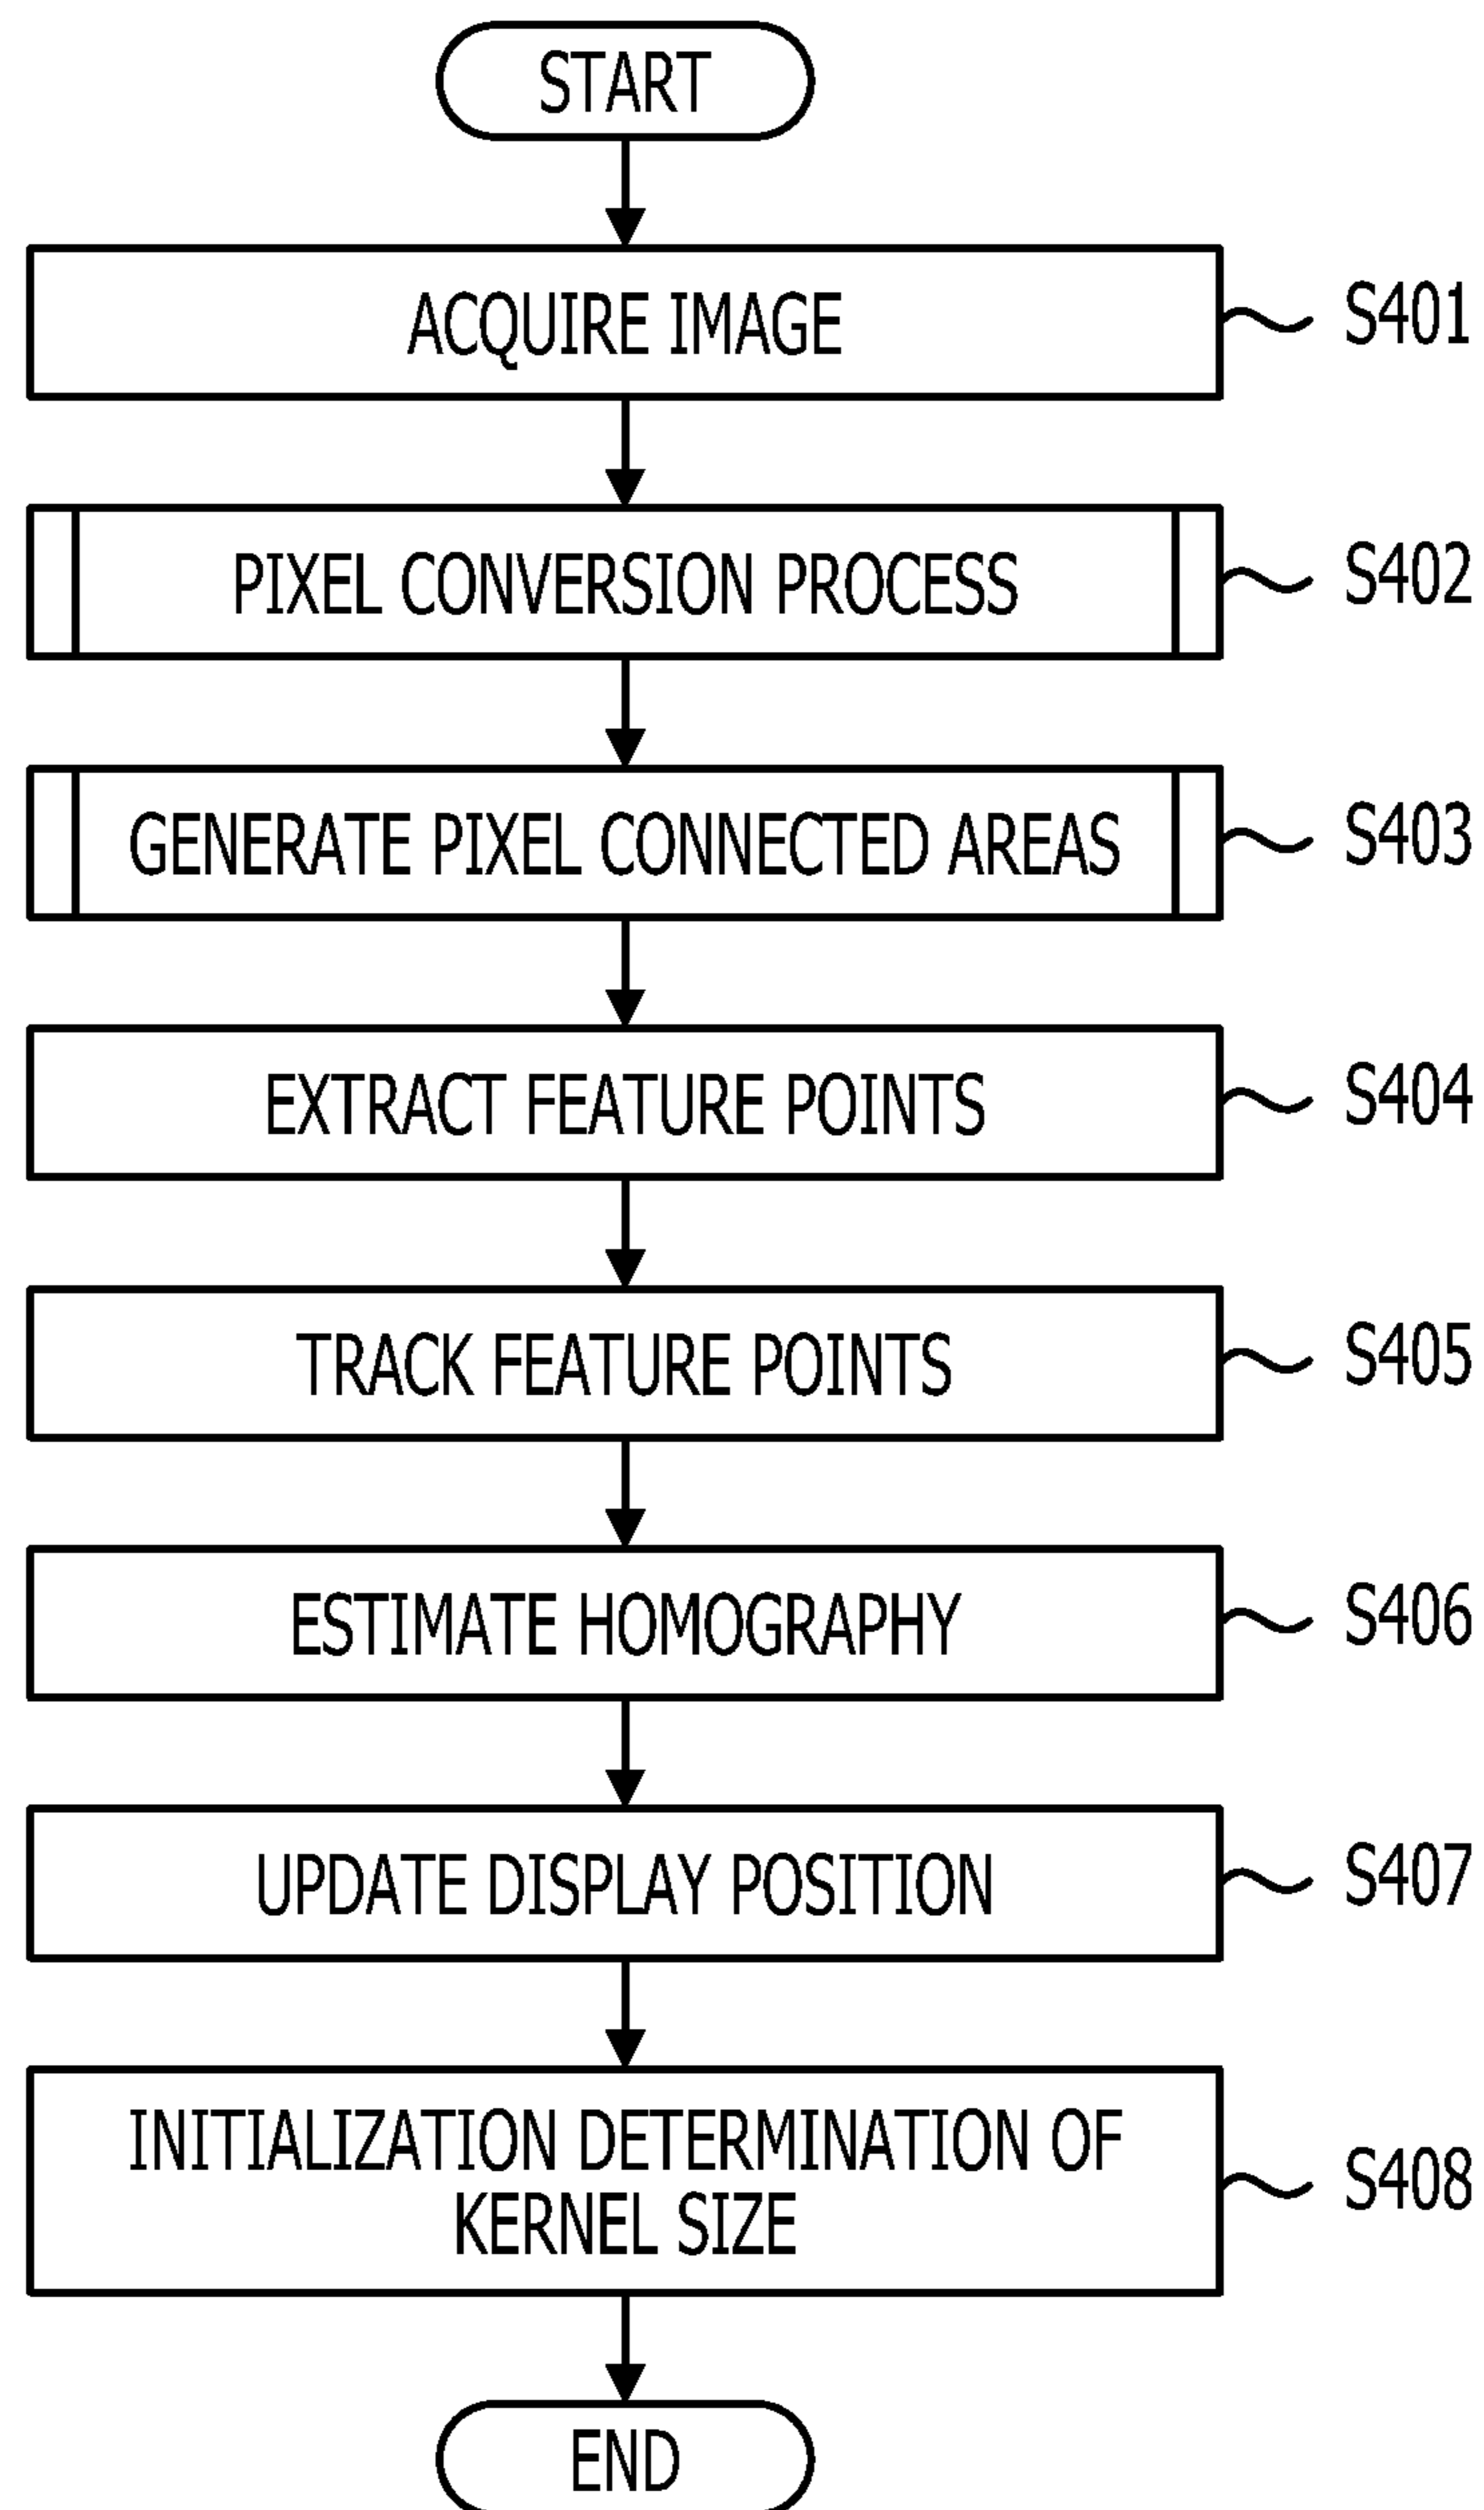 START
ACQUIRE IMAGE
S401
PIXEL CONVERSION PROCESS
S402
GENERATE PIXEL CONNECTED AREAS
S403
EXTRACT FEATURE POINTS
S404
TRACK FEATURE POINTS
S405
ESTIMATE HOMOGRAPHY
S406
UPDATE DISPLAY POSITION
S407
INITIALIZATION DETERMINATION OF
KERNEL SIZE
S408
END